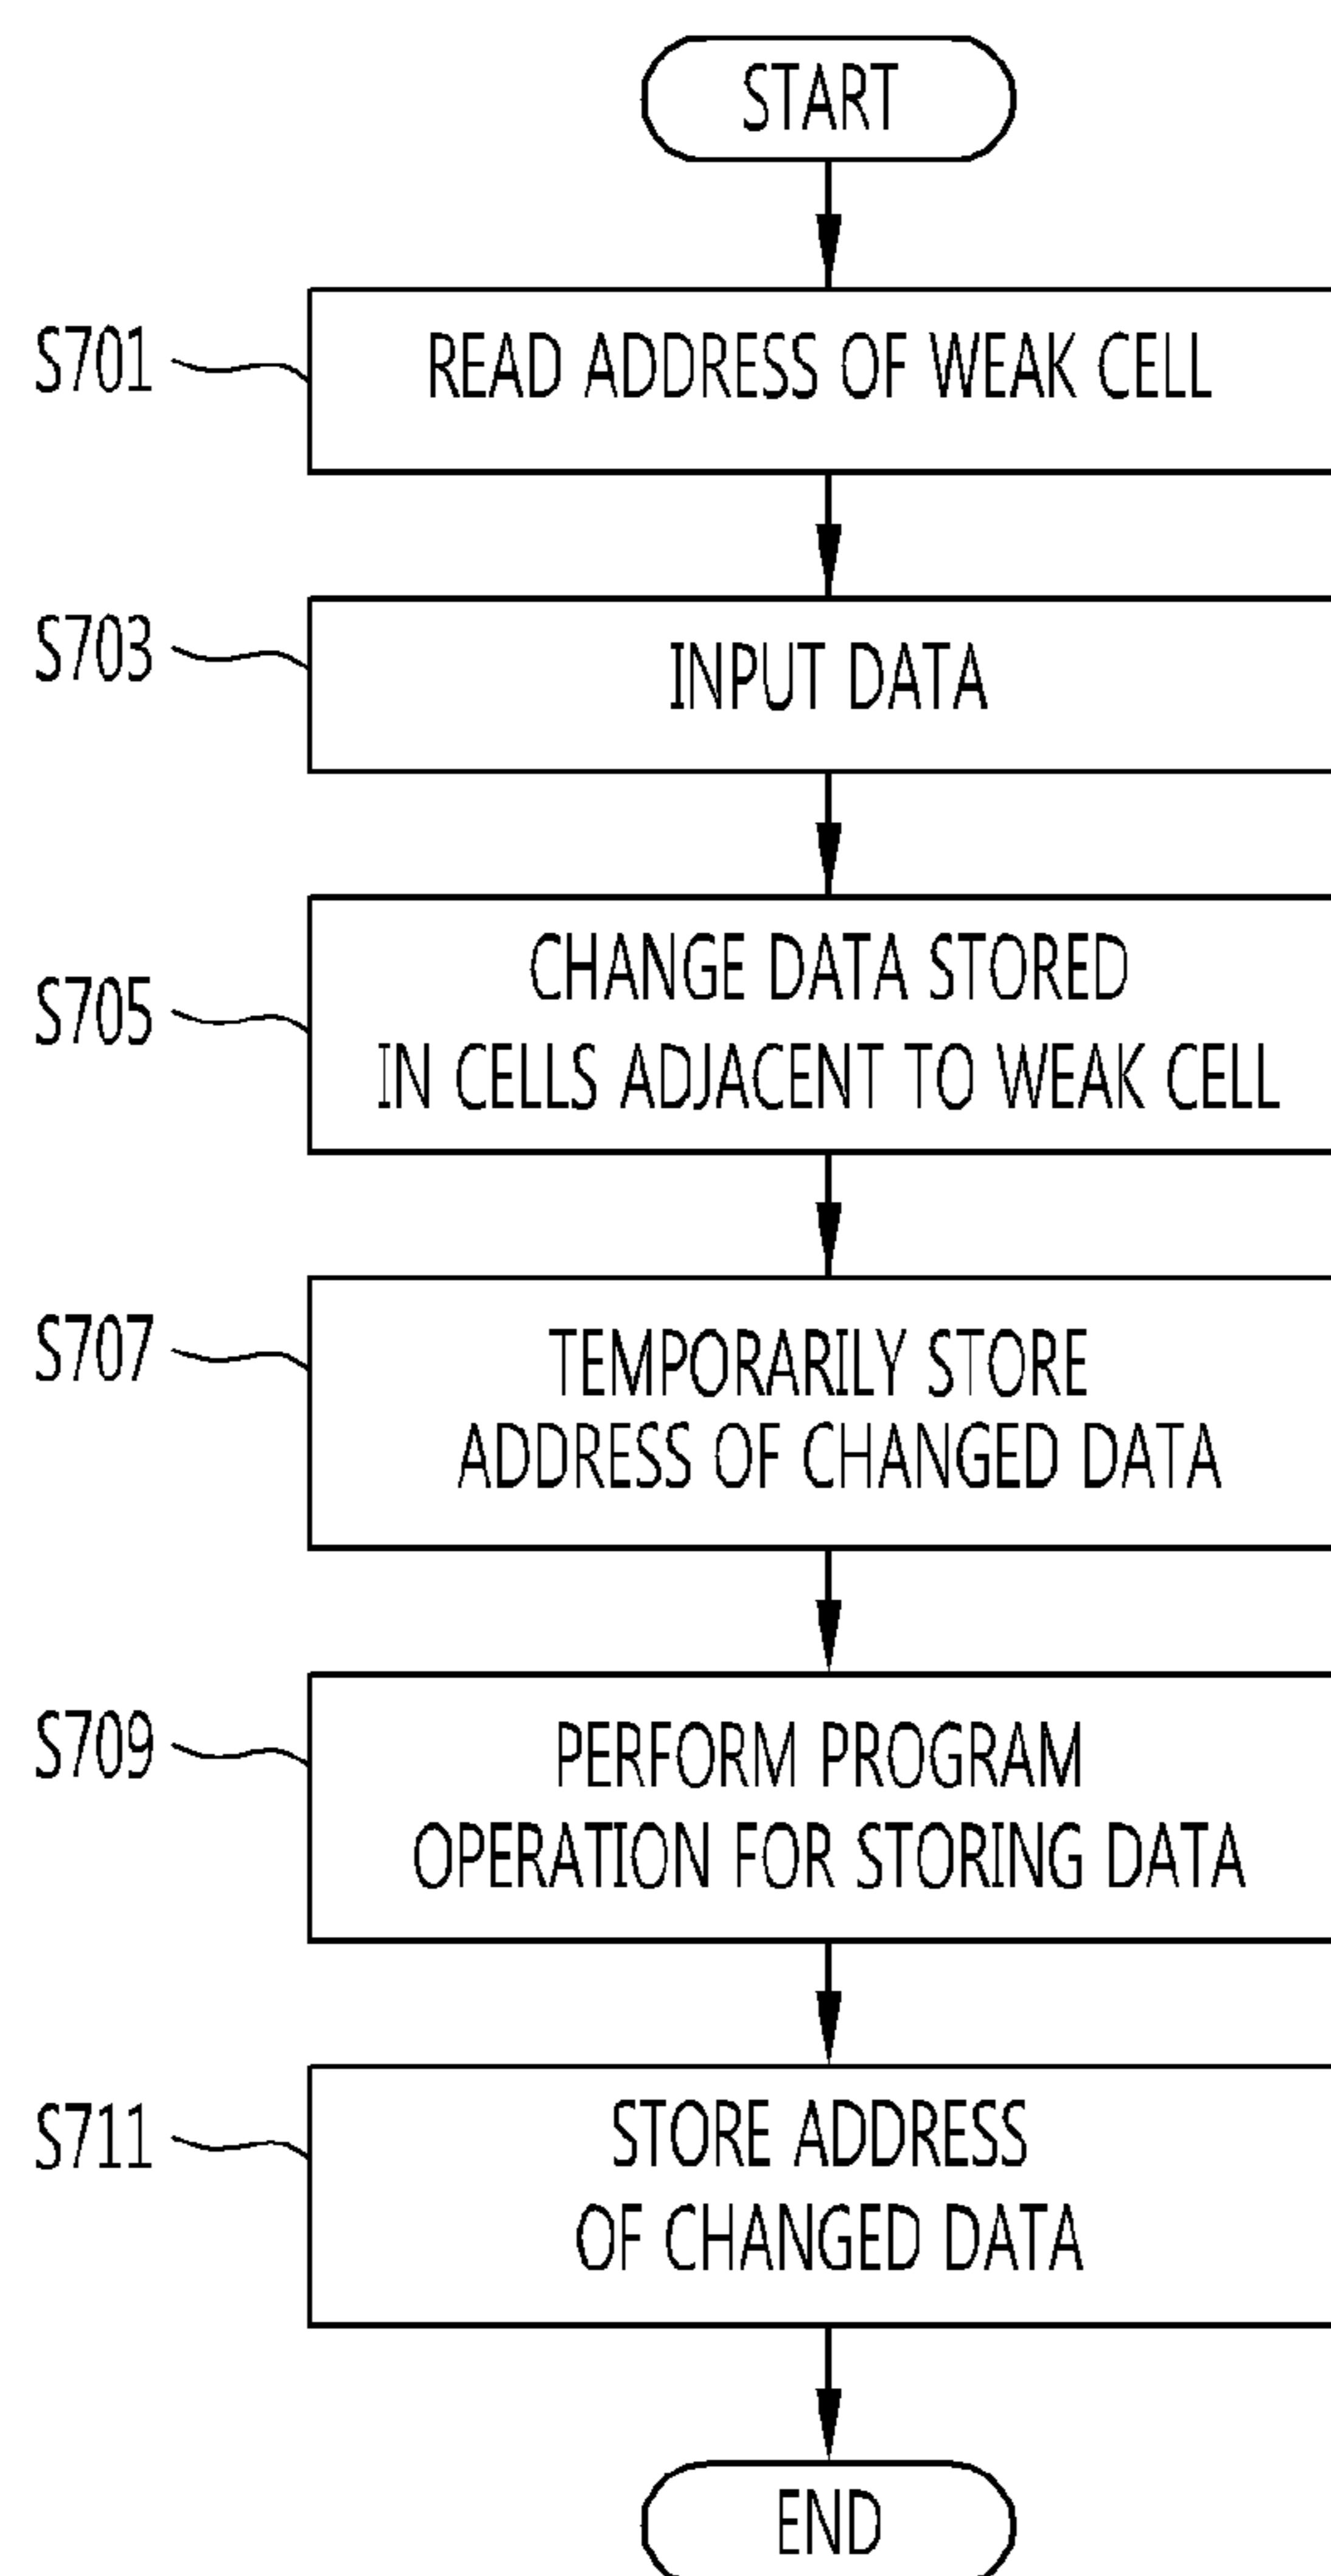 START
S701
READ ADDRESS OF WEAK CELL
S703
INPUT DATA
S705
CHANGE DATA STORED
IN CELLS ADJACENT TO WEAK CELL
S707
TEMPORARILY STORE
ADDRESS OF CHANGED DATA
S709
PERFORM PROGRAM
OPERATION FOR STORING DATA
S711
STORE ADDRESS
OF CHANGED DATA
END